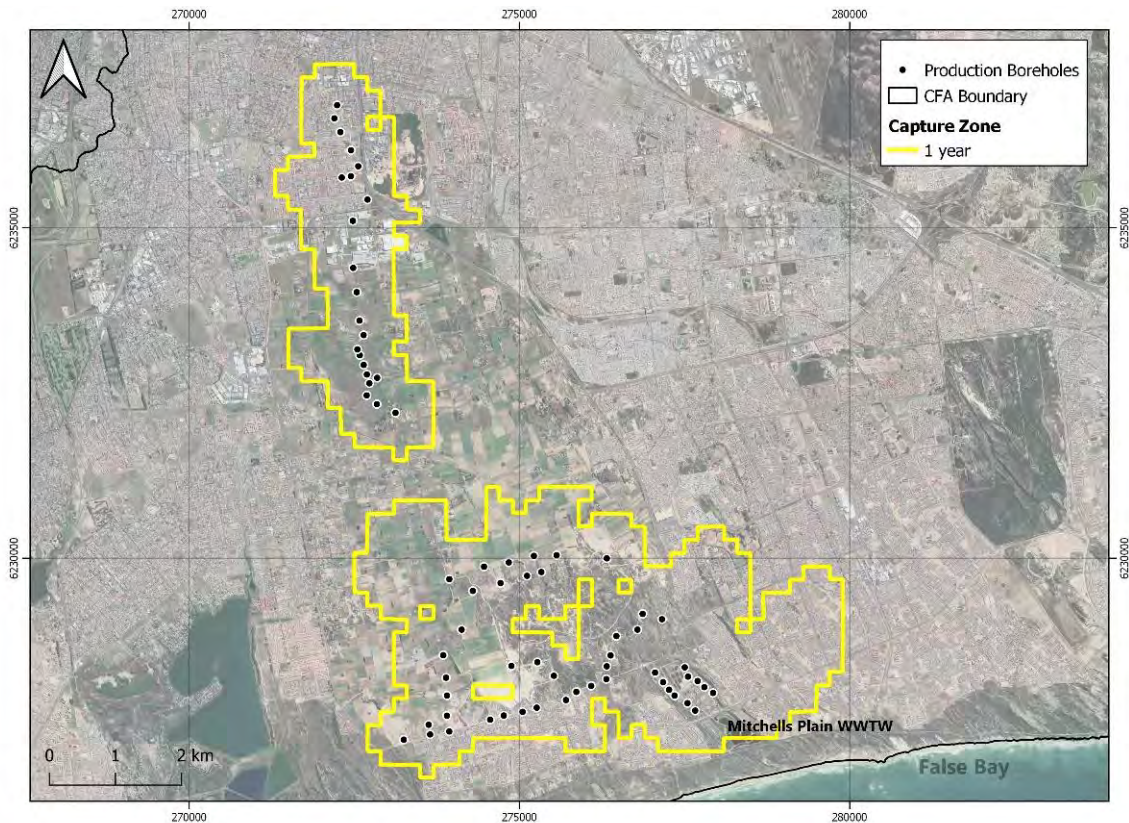 270000
275000
280000
Production Boreholes
CFA Boundary
Capture Zone
1 year
6235000
6235000
6230000
6230000
Mitchells Plain WWTW
False Bay
0 1 2 km
270000
275000
280000